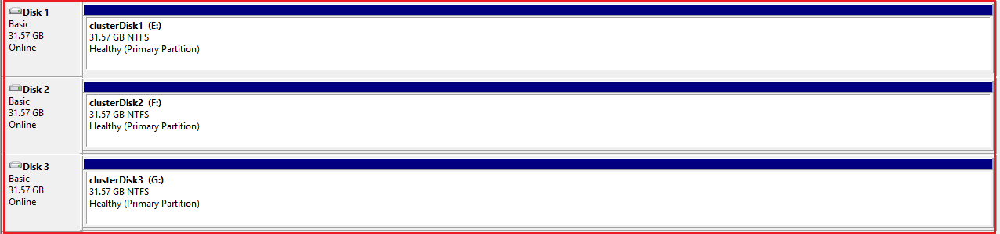 Disk 1
Basic
31.57 GB
Online
clusterDisk1 (E:)
31.57 GB NTFS
Healthy (Primary Partition)
Disk 2
Basic
31.57 GB
Online
clusterDisk2 (F:)
31.57 GB NTFS
Healthy (Primary Partition)
Disk 3
Basic
31.57 GB
Online
clusterDisk3 (G:)
31.57 GB NTFS
Healthy (Primary Partition)